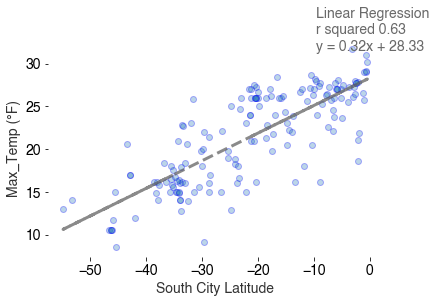 Linear Regression
r squared 0.63
y = 0.32x + 28.33
30
25
20
15
10
Max_Temp (°F)
−50 −40 −30 −20 −10 0
South City Latitude